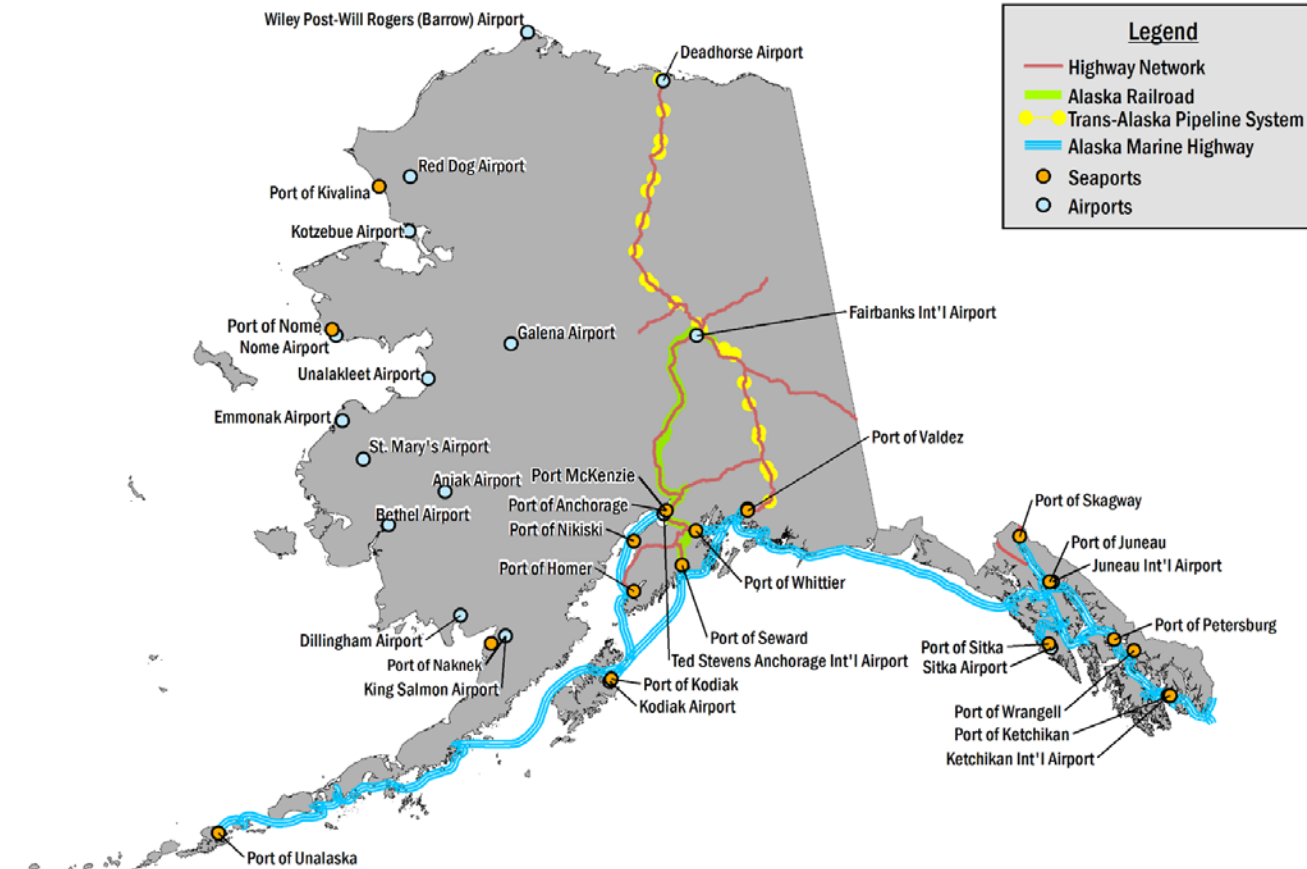 Wiley Post-Will Rogers (Barrow) Airport
Deadhorse Airport
Legend
Highway Network
Alaska Railroad
Trans-Alaska Pipeline System
Alaska Marine Highway
Seaports
Airports
Red Dog Airport
Port of Kivalina
Kotzebue Airport
Port of Nome
Nome Airport
Galena Airport
Fairbanks Int'l Airport
Unalakleet Airport
Emmonak Airport
St. Mary's Airport
Port of Valdez
Aniak Airport
Port McKenzie
Port of Anchorage
Bethel Airport
Port of Nikiski
Port of Skagway
Port of Juneau
Juneau Int'l Airport
Port of Homer
Port of Whittier
Port of Petersburg
Dillingham Airport
Port of Seward
Port of Sitka
Sitka Airport
Port of Naknek
Ted Stevens Anchorage Int'l Airport
King Salmon Airport
Port of Kodiak
Kodiak Airport
Port of Wrangell
Port of Ketchikan
Ketchikan Int'l Airport
Port of Unalaska